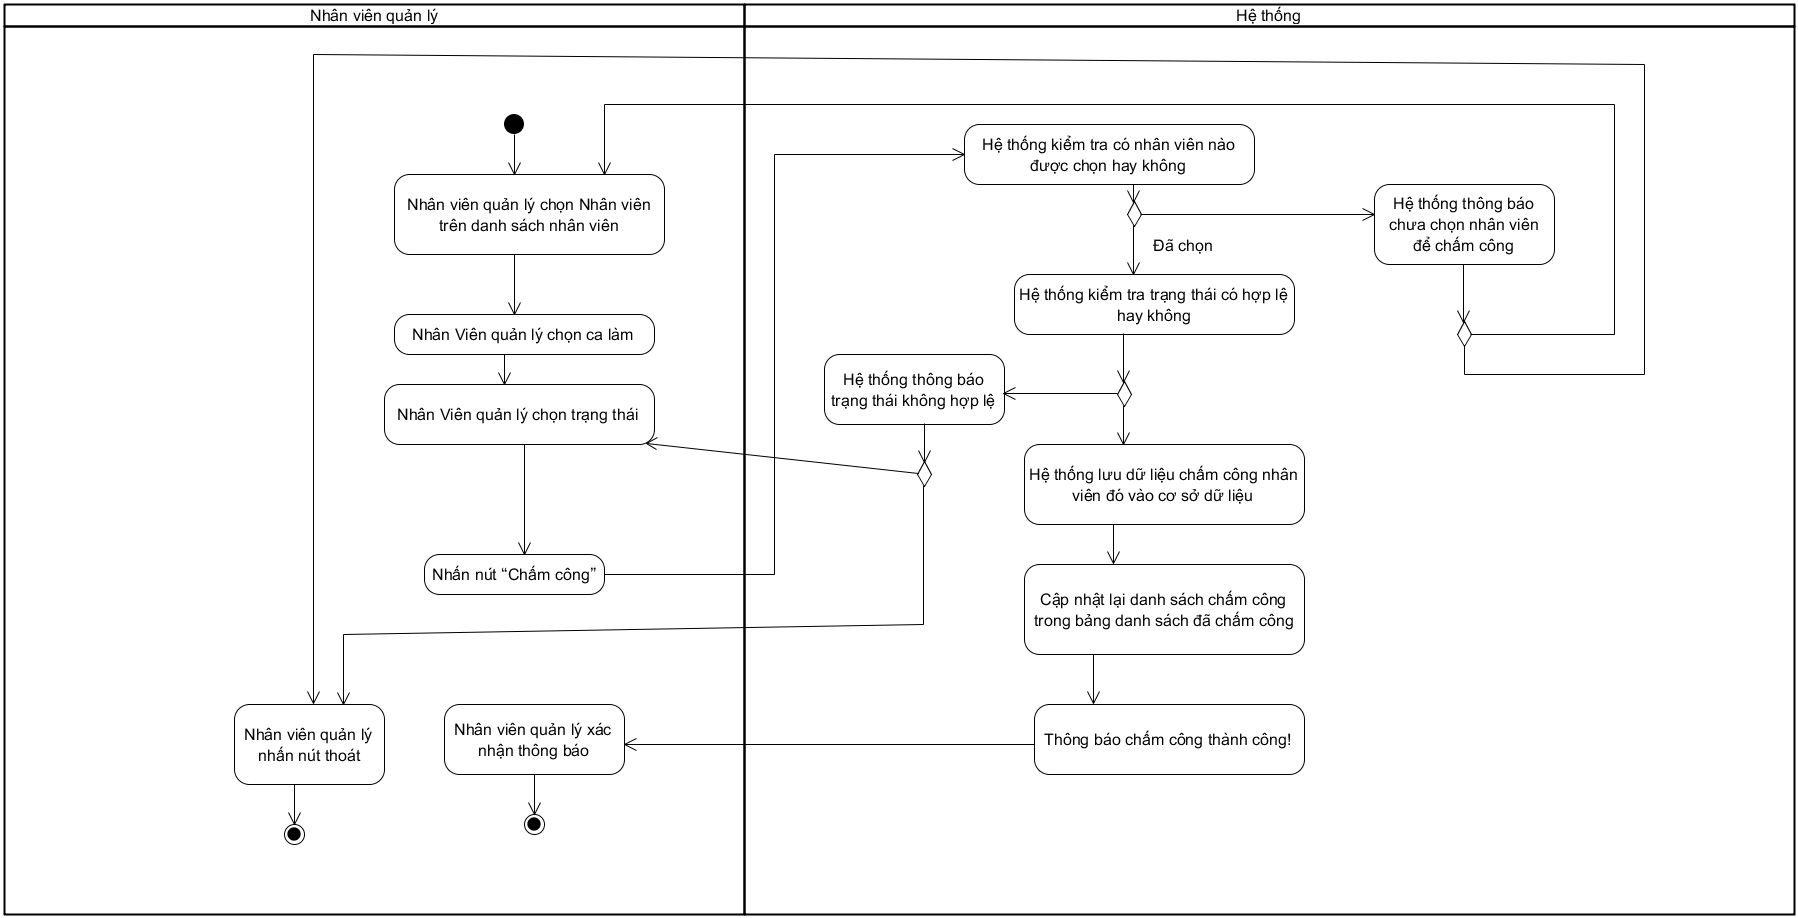 Nhân viên quản lý
Hệ thống
Nhân viên quản lý chọn Nhân viên
trên danh sách nhân viên
Nhân Viên quản lý chọn ca làm
Nhân Viên quản lý chọn trạng thái
Nhấn nút “Chấm công”
Hệ thống kiểm tra có nhân viên nào
được chọn hay không
Hệ thống thông báo
chưa chọn nhân viên
để chấm công
Đã chọn
Hệ thống kiểm tra trạng thái có hợp lệ
hay không
Hệ thống thông báo
trạng thái không hợp lệ
Hệ thống lưu dữ liệu chấm công nhân
viên đó vào cơ sở dữ liệu
Cập nhật lại danh sách chấm công
trong bảng danh sách đã chấm công
Thông báo chấm công thành công!
Nhân viên quản lý xác
nhận thông báo
Nhân viên quản lý
nhấn nút thoát